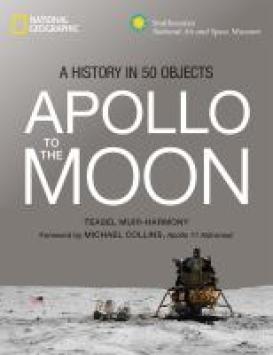 NATIONAL
GEOGRAPHIC
Smithsonian
National Air and Space Museum
A HISTORY IN 50 OBJECTS
APOLLO
TO THE
MOON
TEASEL MUIR-HARMONY
Foreword by MICHAEL COLLINS, Apollo 11 Astronaut